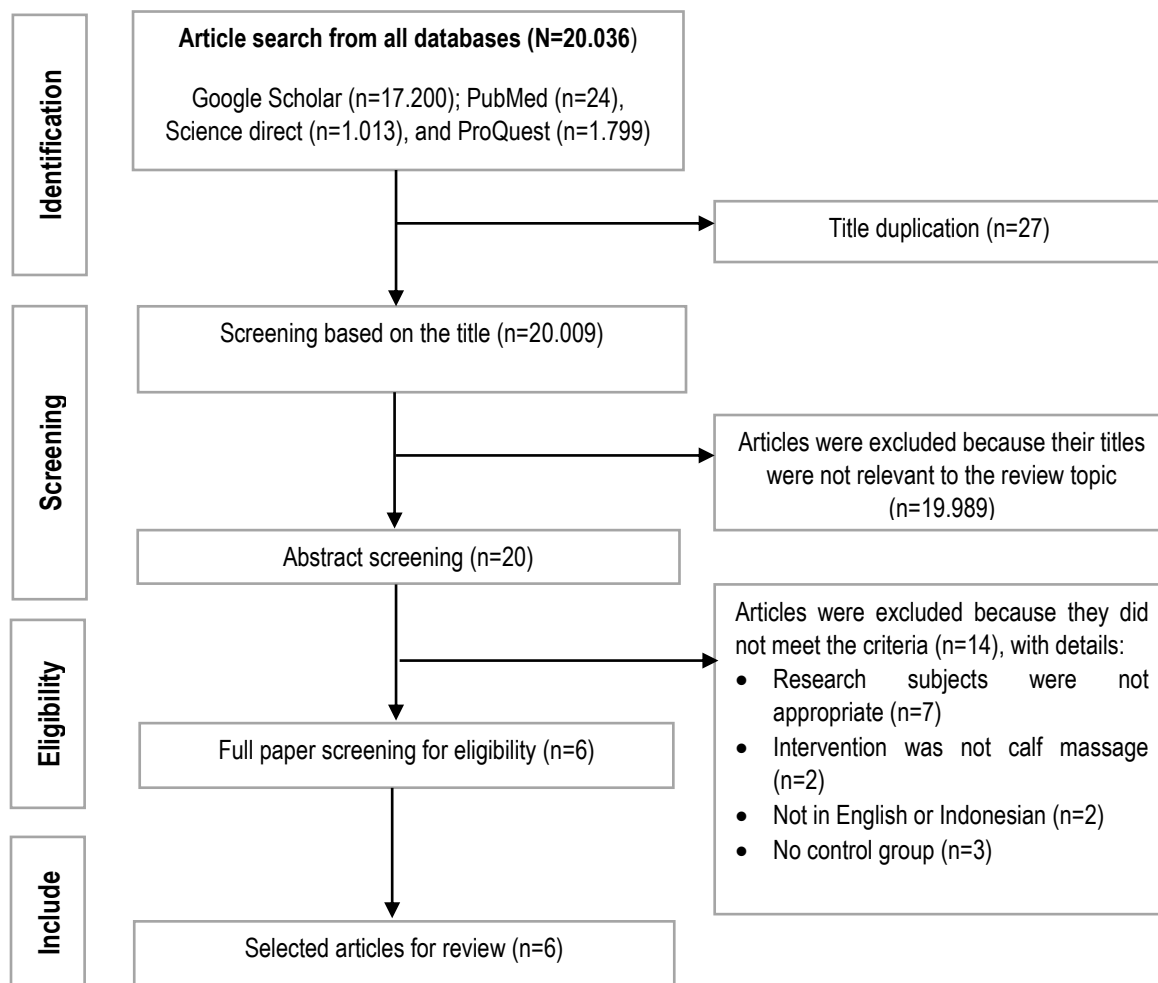 Identification
Article search from all databases (N=20.036)
Google Scholar (n=17.200); PubMed (n=24),
Science direct (n=1.013), and ProQuest (n=1.799)
Title duplication (n=27)
Screening
Screening based on the title (n=20.009)
Articles were excluded because their titles
were not relevant to the review topic
(n=19.989)
Abstract screening (n=20)
Eligibility
Articles were excluded because they did
not meet the criteria (n=14), with details:
• Research subjects were not
appropriate (n=7)
• Intervention was not calf massage
(n=2)
• Not in English or Indonesian (n=2)
• No control group (n=3)
Full paper screening for eligibility (n=6)
Include
Selected articles for review (n=6)